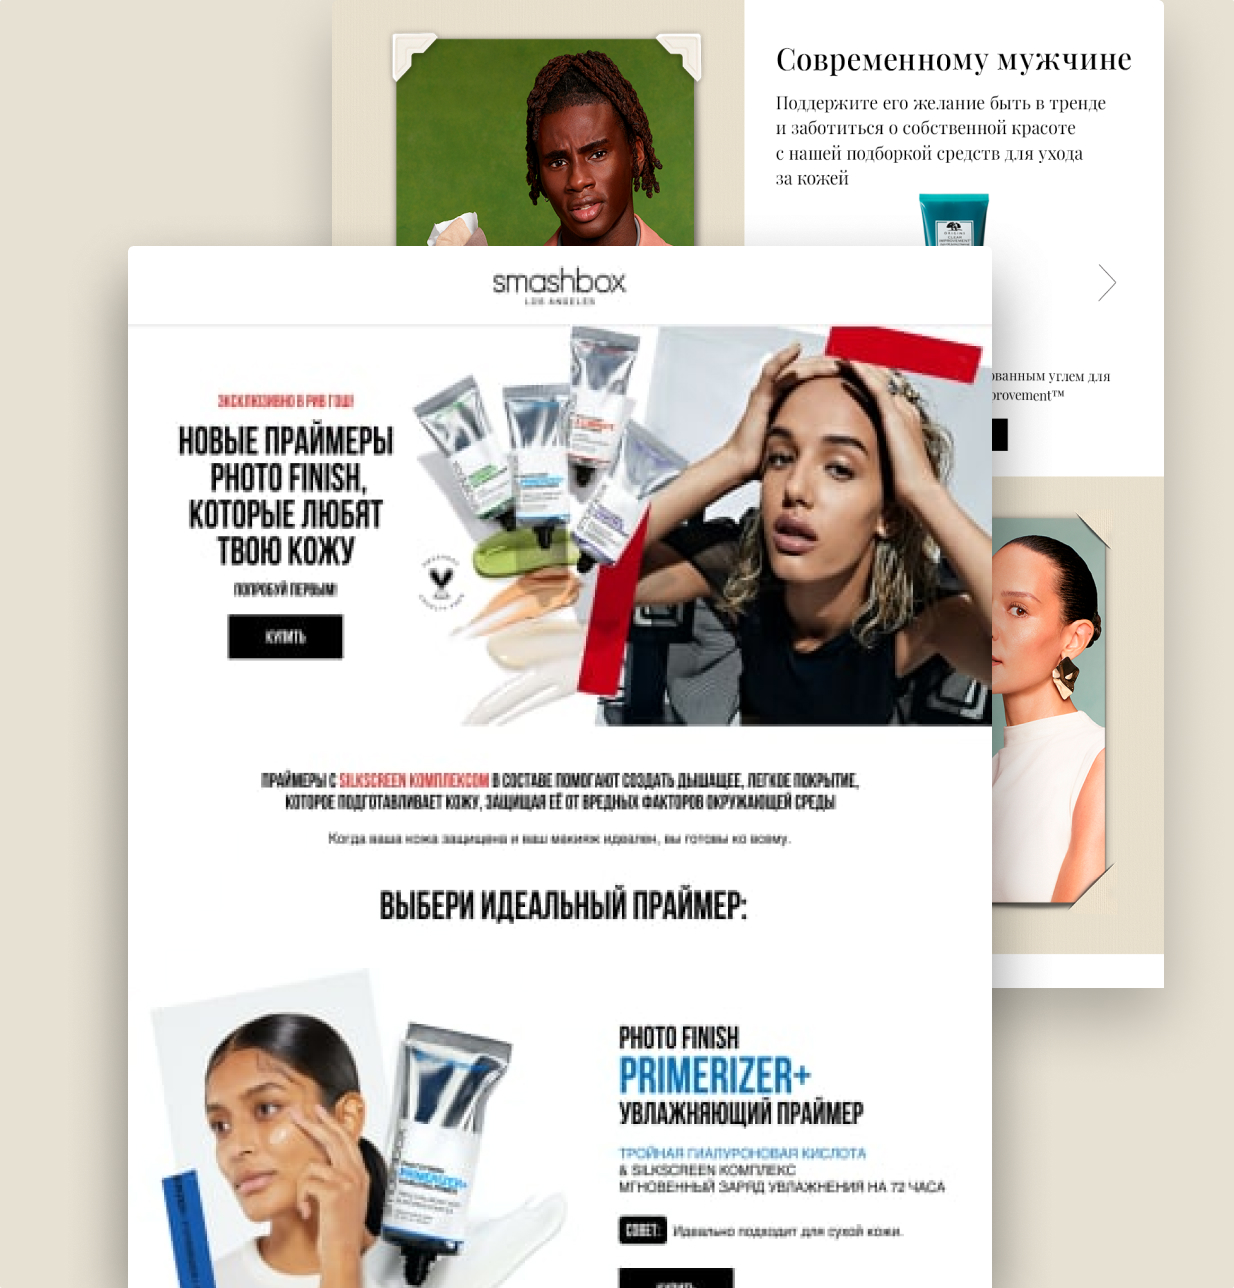 Современному мужчине
Поддержите его желание быть в тренде
и заботиться о собственной красоте
с нашей подборкой средств для ухода
за кожей
ORIGINS
ованным углем для
provement™
smashbox
LOS ANGELES
ЭКСКЛЮЗИВНО В РИВ ГОШ!
НОВЫЕ ПРАЙМЕРЫ
PHOTO FINISH,
КОТОРЫЕ ЛЮБЯТ
ТВОЮ КОЖУ
ПОПРОБУЙ ПЕРВЫМ!
КУПИТЬ
ПРАЙМЕРЫ С SILKSCREEN КОМПЛЕКСОМ В СОСТАВЕ ПОМОГАЮТ СОЗДАТЬ ДЫШАЩЕЕ, ЛЕГКОЕ ПОКРЫТИЕ,
КОТОРОЕ ПОДГОТАВЛИВАЕТ КОЖУ, ЗАЩИЩАЯ ЕЁ ОТ ВРЕДНЫХ ФАКТОРОВ ОКРУЖАЮЩЕЙ СРЕДЫ
Когда ваша кожа защищена и ваш макияж идеален, вы готовы ко всему.
ВЫБЕРИ ИДЕАЛЬНЫЙ ПРАЙМЕР:
PHOTO FINISH
PRIMERIZER+
УВЛАЖНЯЮЩИЙ ПРАЙМЕР
ТРОЙНАЯ ГИАЛУРОНОВАЯ КИСЛОТА
& SILKSCREEN КОМПЛЕКС
МГНОВЕННЫЙ ЗАРЯД УВЛАЖНЕНИЯ НА 72 ЧАСА
СОВЕТ: Идеально подходит для сухой кожи.
PRIMERIZER+
КУПИТЬ